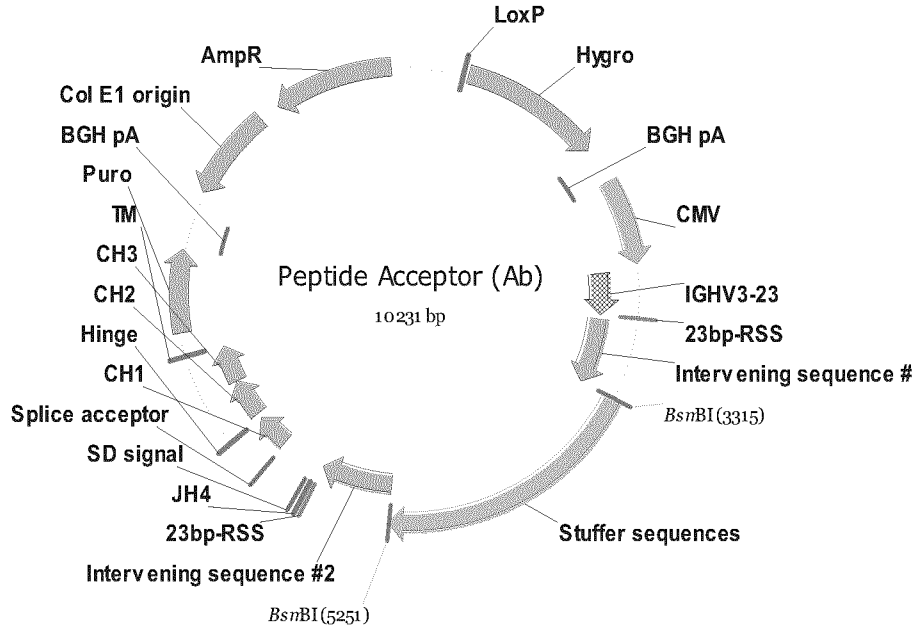 LoxP
AmpR
Hygro
Col E1 origin
BGH pA
BGH pA
Puro
TM
CMV
CH3
Peptide Acceptor (Ab)
CH2
IGHV3-23
10231 bp
Hinge
23bp-RSS
CH1
Intervening sequence #
Splice acceptor
BsnBI(3315)
SD signal
JH4
23bp-RSS
Stuffer sequences
Intervening sequence #2
BsnBI(5251)